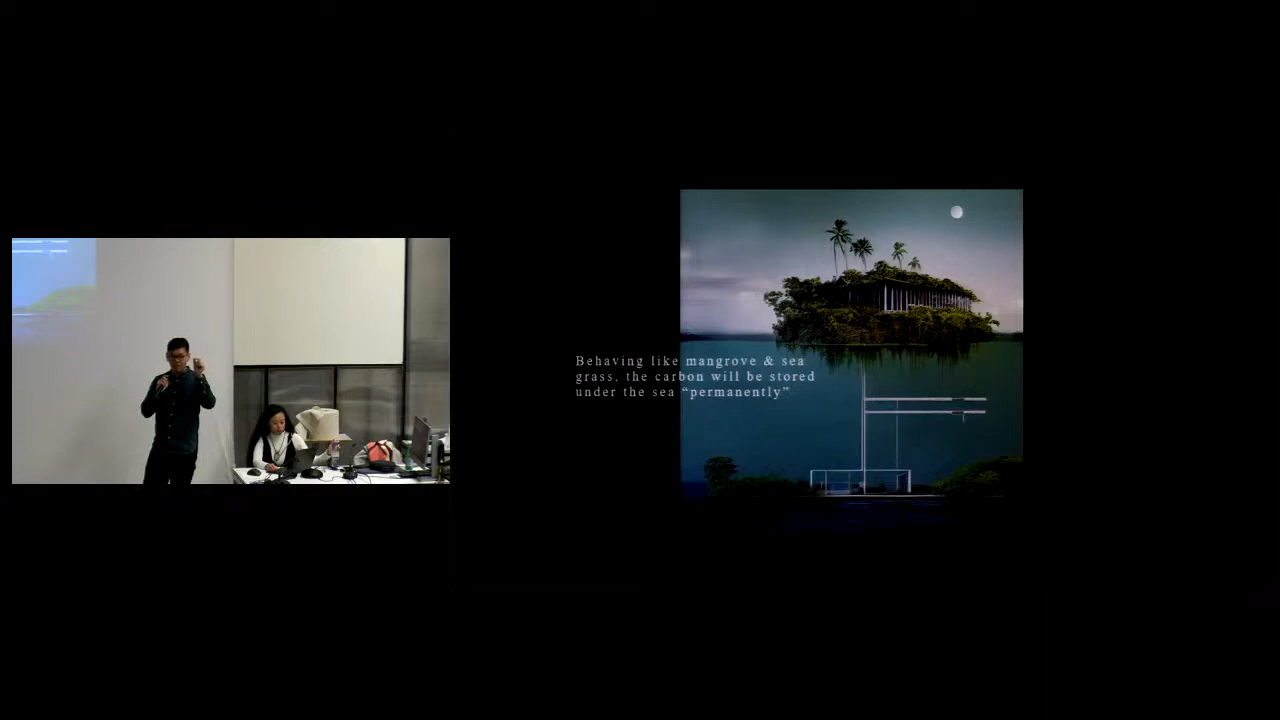 Behaving like mangrove & sea
grass, the carbon will be stored
under the sea “permanently”